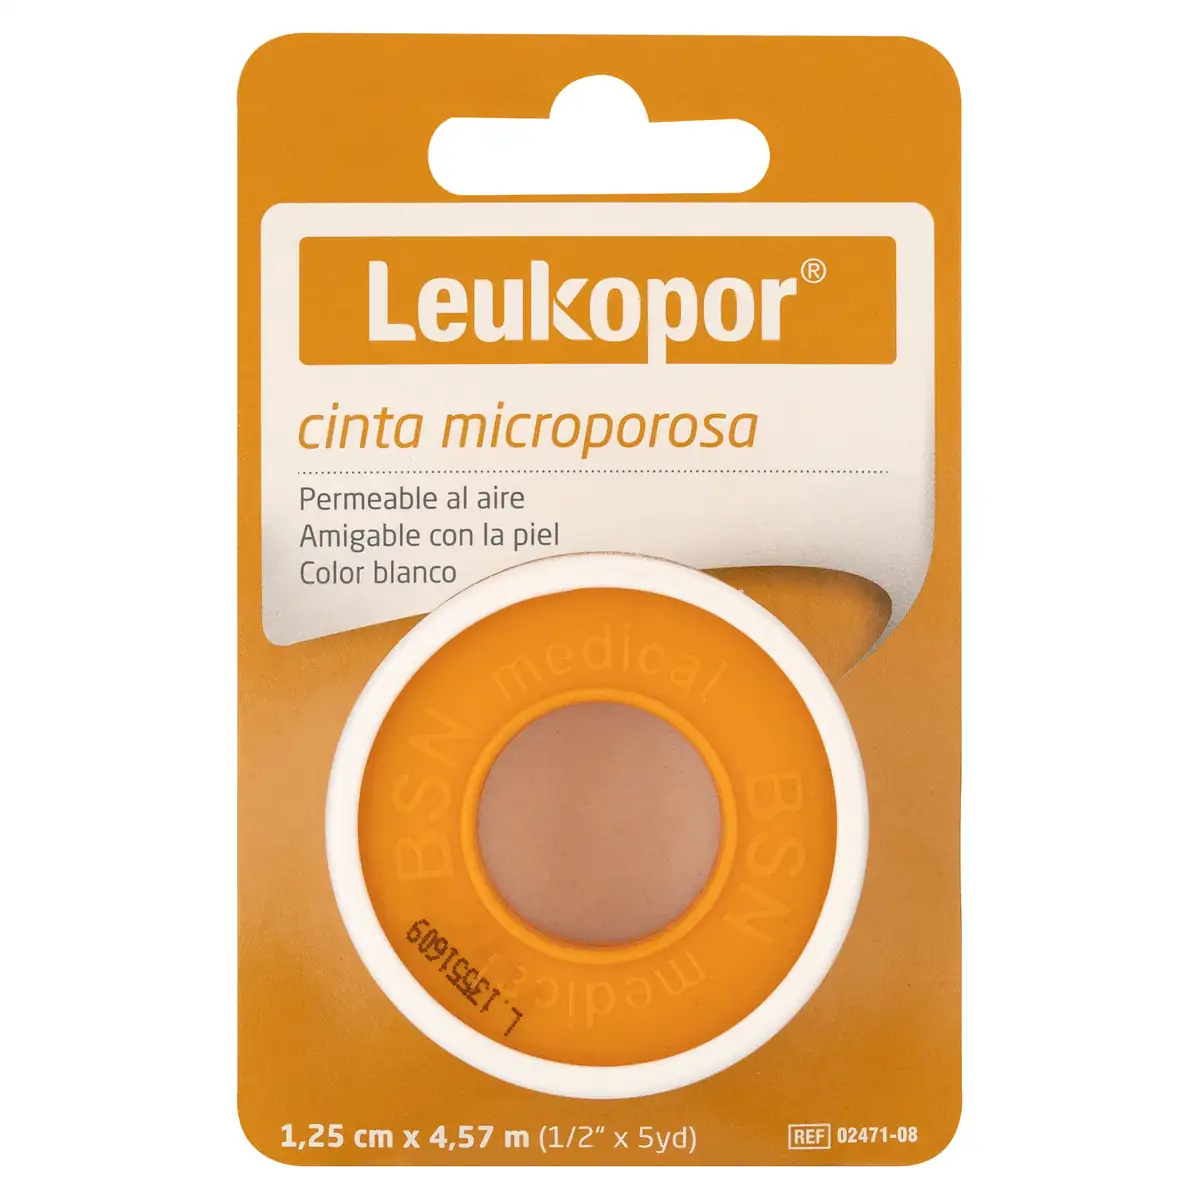 Leukopor®
cinta microporosa
Permeable al aire
Amigable con la piel
Color blanco
BSN medical
BSN medical
L.13551609
1,25 cm x 4,57 m (1/2" x 5yd)
REF 02471-08